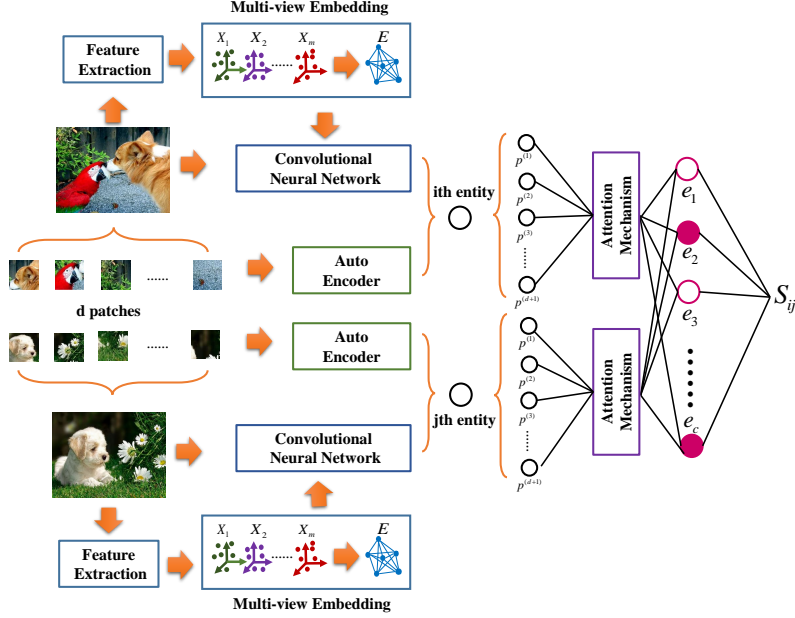 Multi-view Embedding
Feature
Extraction
X₁ X₂ ...... Xₘ E
Convolutional
Neural Network
ith entity
p⁽¹⁾
p⁽²⁾
p⁽³⁾
......
p⁽ᵈ⁺¹⁾
Attention
Mechanism
e₁
e₂
e₃
e_c
S_ij
......
Auto
Encoder
d patches
......
Auto
Encoder
jth entity
p⁽¹⁾
p⁽²⁾
p⁽³⁾
......
p⁽ᵈ⁺¹⁾
Attention
Mechanism
Convolutional
Neural Network
Feature
Extraction
X₁ X₂ ...... Xₘ E
Multi-view Embedding